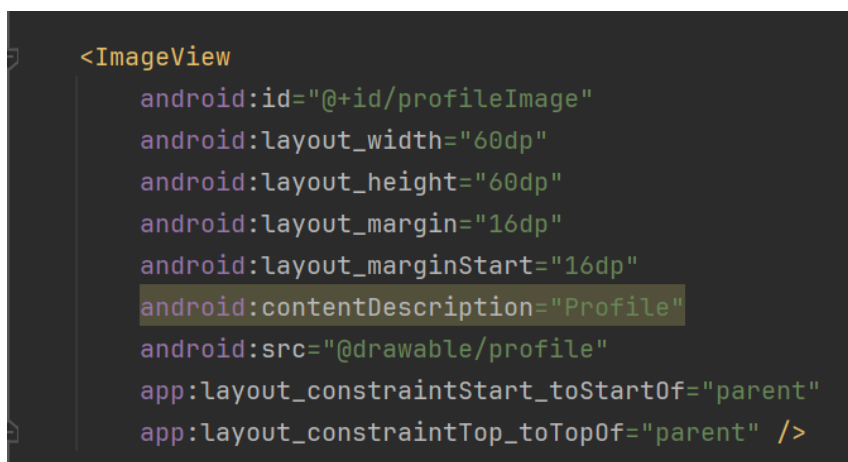 <ImageView
android:id="@+id/profileImage"
android:layout_width="60dp"
android:layout_height="60dp"
android:layout_margin="16dp"
android:layout_marginStart="16dp"
android:contentDescription="Profile"
android:src="@drawable/profile"
app:layout_constraintStart_toStartOf="parent"
app:layout_constraintTop_toTopOf="parent" />